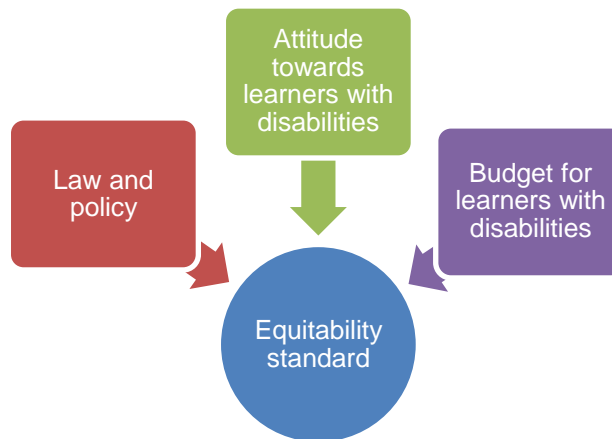 Attitude
towards
learners with
disabilities
Law and
policy
Budget for
learners with
disabilities
Equitability
standard